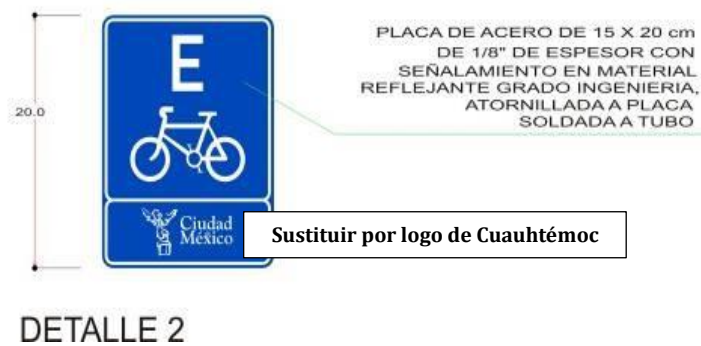 E
PLACA DE ACERO DE 15 X 20 cm
DE 1/8" DE ESPESOR CON
SEÑALAMIENTO EN MATERIAL
REFLEJANTE GRADO INGENIERIA,
ATORNILLADA A PLACA
SOLDADA A TUBO
20.0
Ciudad
México
Sustituir por logo de Cuauhtémoc
DETALLE 2